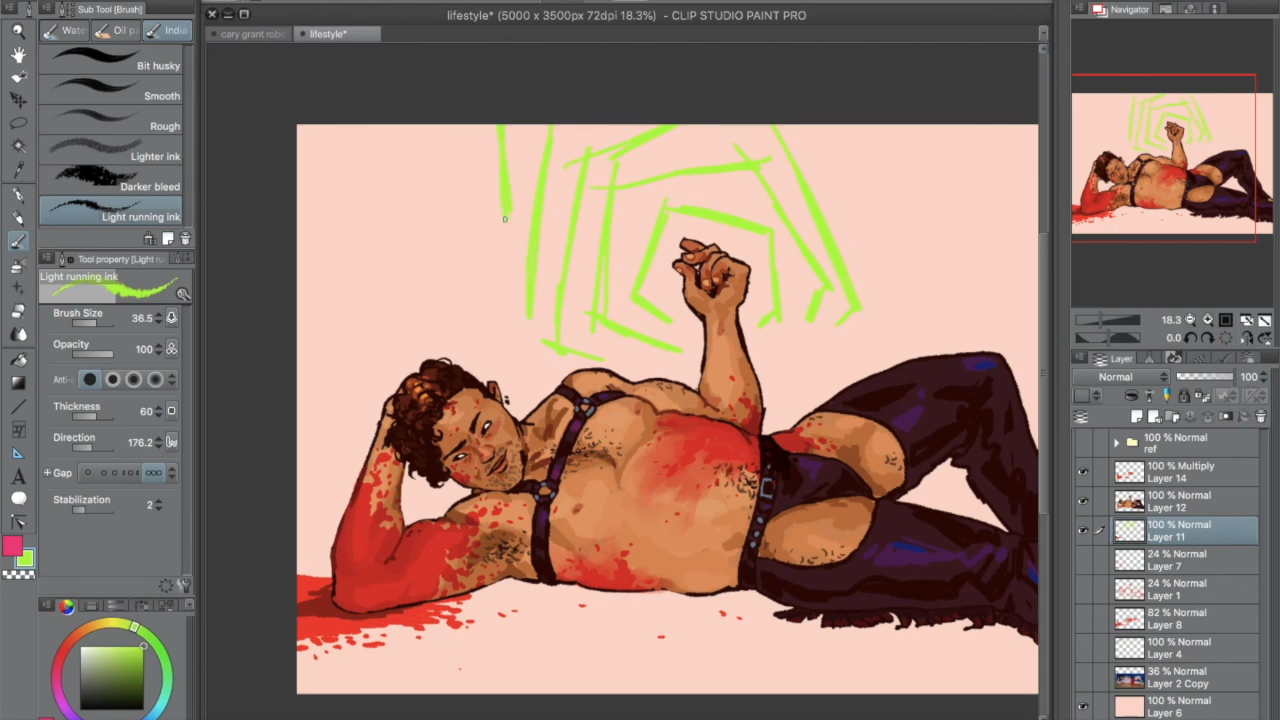 Sub Tool [Brush]
lifestyle* (5000 x 3500px 72dpi 18.3%) - CLIP STUDIO PAINT PRO
Navigator
Wate
Oil p
India
cary grant rob
lifestyle*
Bit husky
Smooth
Rough
Lighter ink
Darker bleed
Light running ink
Tool property [Light ru
Light running ink
Brush Size
36.5
Opacity
100
Anti-
Thickness
60
Direction
176.2
Gap
Stabilization
2
18.3
0.0
Layer
Normal
100
100 % Normal
ref
100 % Multiply
Layer 14
100 % Normal
Layer 12
100 % Normal
Layer 11
24 % Normal
Layer 7
24 % Normal
Layer 1
82 % Normal
Layer 8
100 % Normal
Layer 4
36 % Normal
Layer 2 Copy
100 % Normal
Layer 6